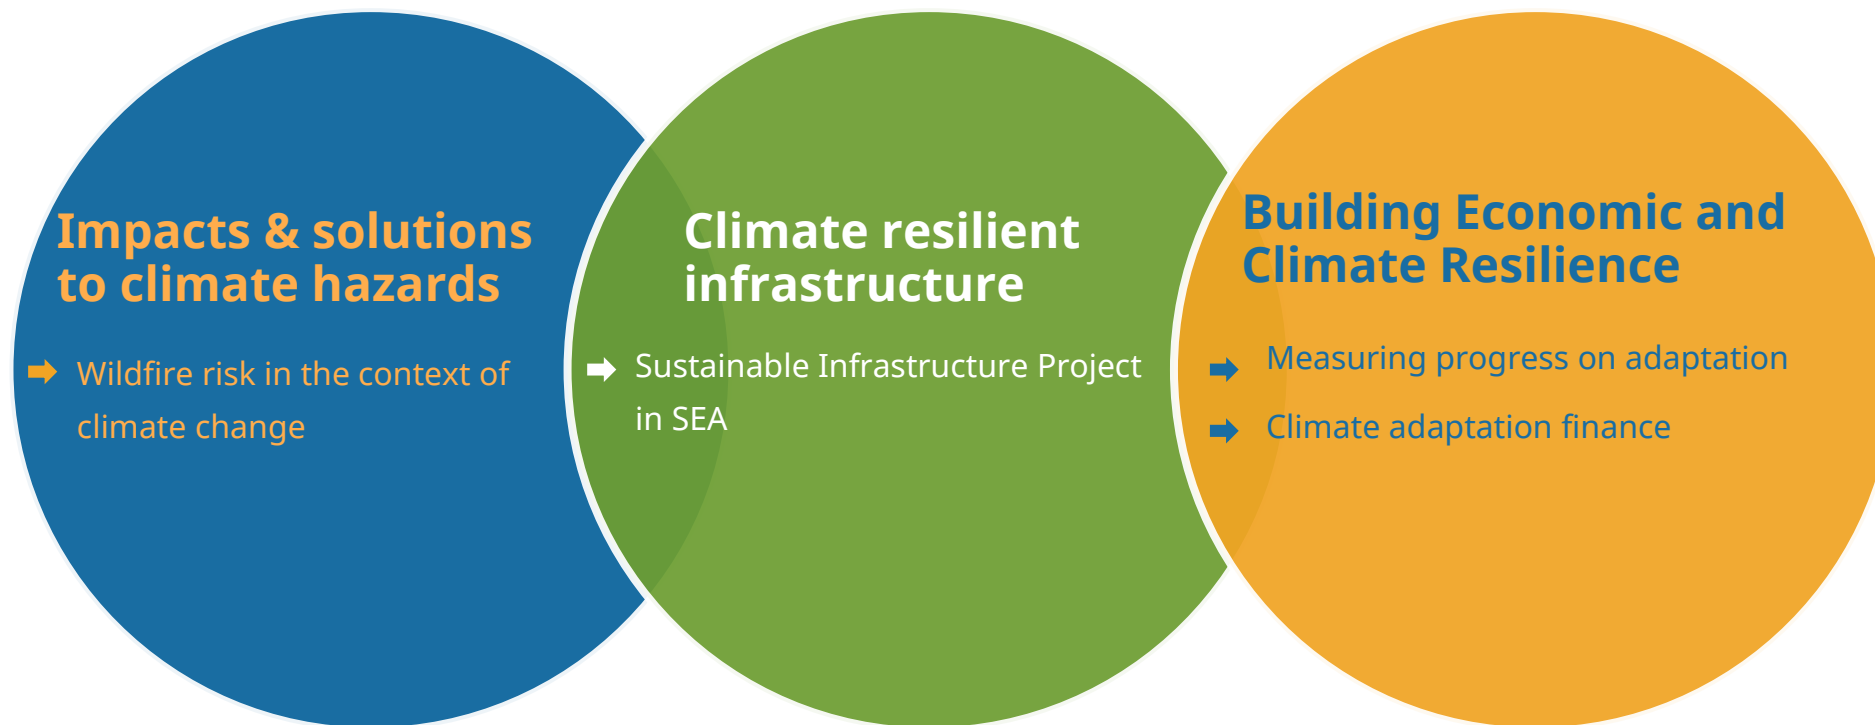 Impacts & solutions
to climate hazards
Wildfire risk in the context of
climate change
Climate resilient
infrastructure
Sustainable Infrastructure Project
in SEA
Building Economic and
Climate Resilience
Measuring progress on adaptation
Climate adaptation finance